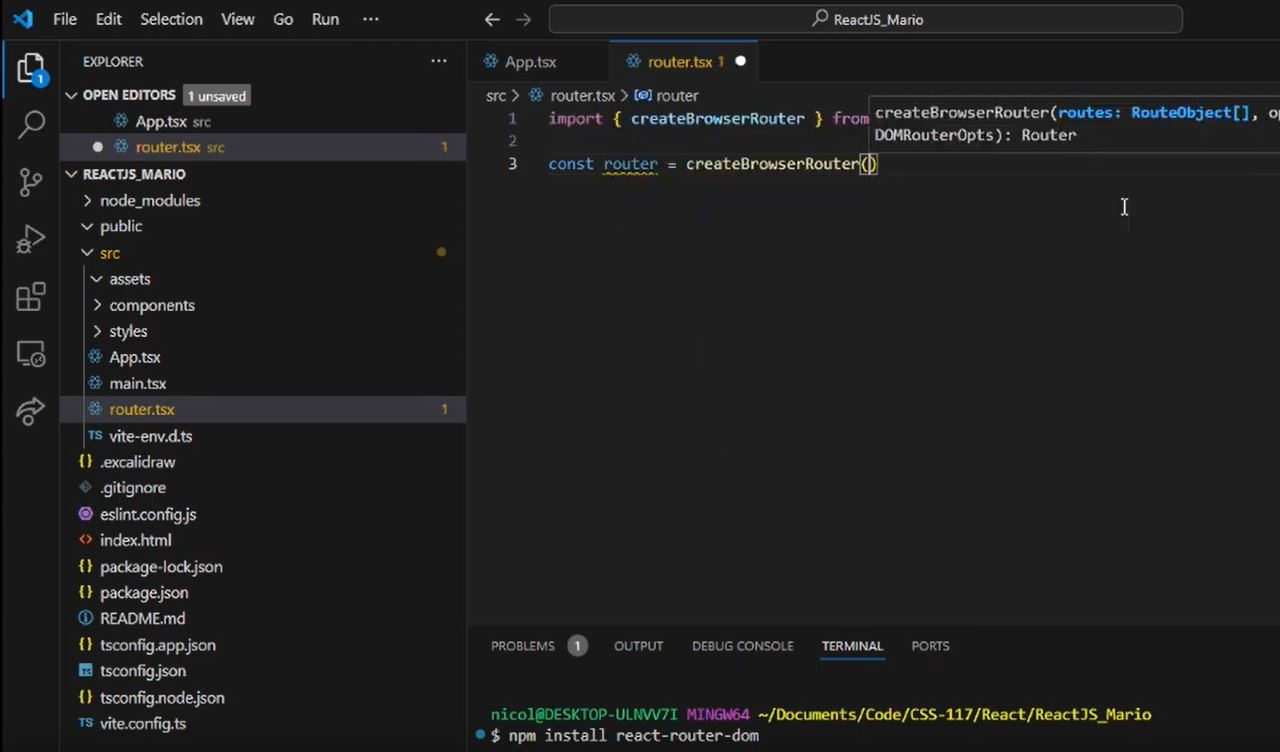 File Edit Selection View Go Run ···
ReactJS_Mario
EXPLORER ···
OPEN EDITORS 1 unsaved
App.tsx src
router.tsx src 1
REACTJS_MARIO
node_modules
public
src
assets
components
styles
App.tsx
main.tsx
router.tsx 1
TS vite-env.d.ts
{} .excalidraw
.gitignore
eslint.config.js
<> index.html
{} package-lock.json
{} package.json
README.md
{} tsconfig.app.json
TS tsconfig.json
{} tsconfig.node.json
TS vite.config.ts
1
App.tsx router.tsx 1
src > router.tsx > router
1 import { createBrowserRouter } from
2
3 const router = createBrowserRouter()
createBrowserRouter(routes: RouteObject[], op
DOMRouterOpts): Router
PROBLEMS 1 OUTPUT DEBUG CONSOLE TERMINAL PORTS
nicol@DESKTOP-ULNVV7I MINGW64 ~/Documents/Code/CSS-117/React/ReactJS_Mario
$ npm install react-router-dom